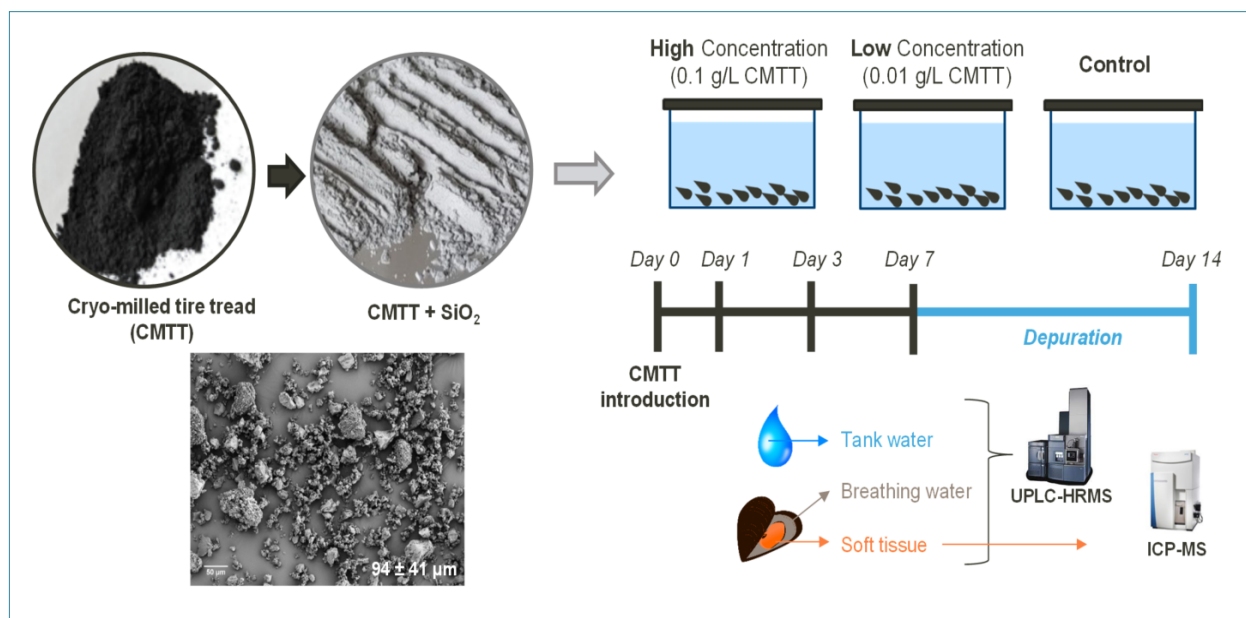 High Concentration
(0.1 g/L CMTT)
Low Concentration
(0.01 g/L CMTT)
Control
Cryo-milled tire tread
(CMTT)
CMTT + SiO₂
50 µm
94 ± 41 µm
Day 0
Day 1
Day 3
Day 7
Day 14
Depuration
CMTT
introduction
Tank water
Breathing water
Soft tissue
UPLC-HRMS
ICP-MS